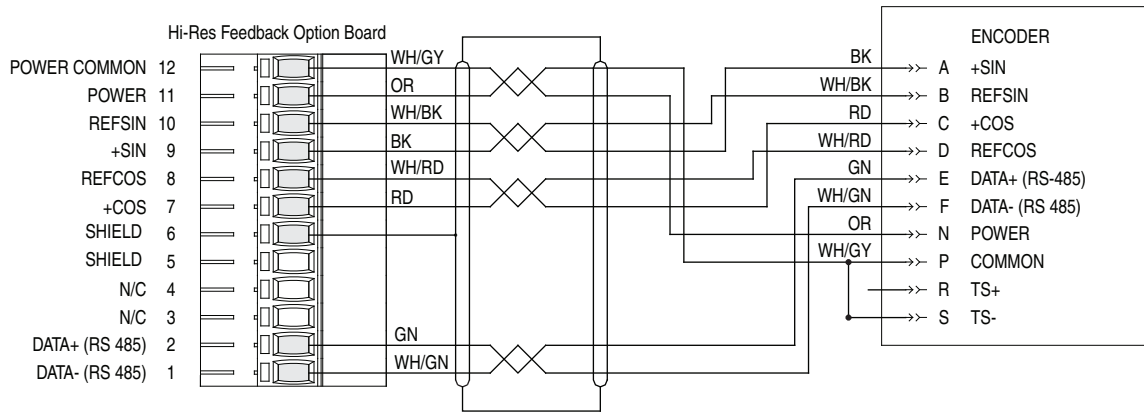 Hi-Res Feedback Option Board
POWER COMMON 12
POWER 11
REFSIN 10
+SIN 9
REFCOS 8
+COS 7
SHIELD 6
SHIELD 5
N/C 4
N/C 3
DATA+ (RS 485) 2
DATA- (RS 485) 1
WH/GY
OR
WH/BK
BK
WH/RD
RD
GN
WH/GN
BK
WH/BK
RD
WH/RD
GN
WH/GN
OR
WH/GY
ENCODER
A +SIN
B REFSIN
C +COS
D REFCOS
E DATA+ (RS-485)
F DATA- (RS 485)
N POWER
P COMMON
R TS+
S TS-